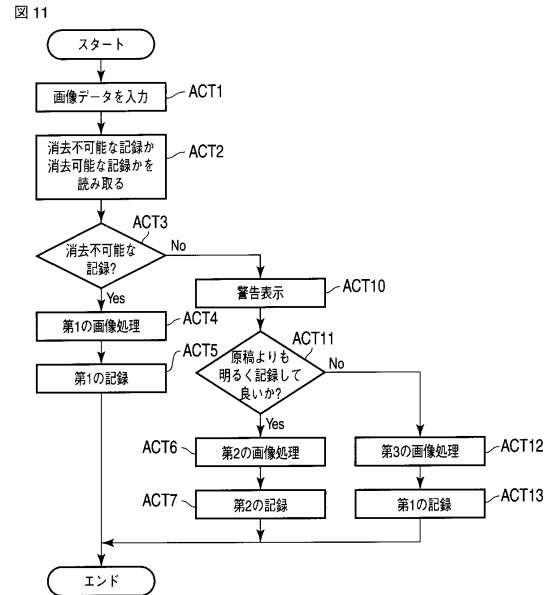 図 11
スタート
画像データを入力
ACT1
消去不可能な記録か
消去可能な記録かを
読み取る
ACT2
ACT3
消去不可能な
記録?
No
Yes
第1の画像処理
ACT4
第1の記録
ACT5
警告表示
ACT10
ACT11
原稿よりも
明るく記録して
良いか?
No
Yes
ACT6
第2の画像処理
ACT7
第2の記録
第3の画像処理
ACT12
第1の記録
ACT13
エンド